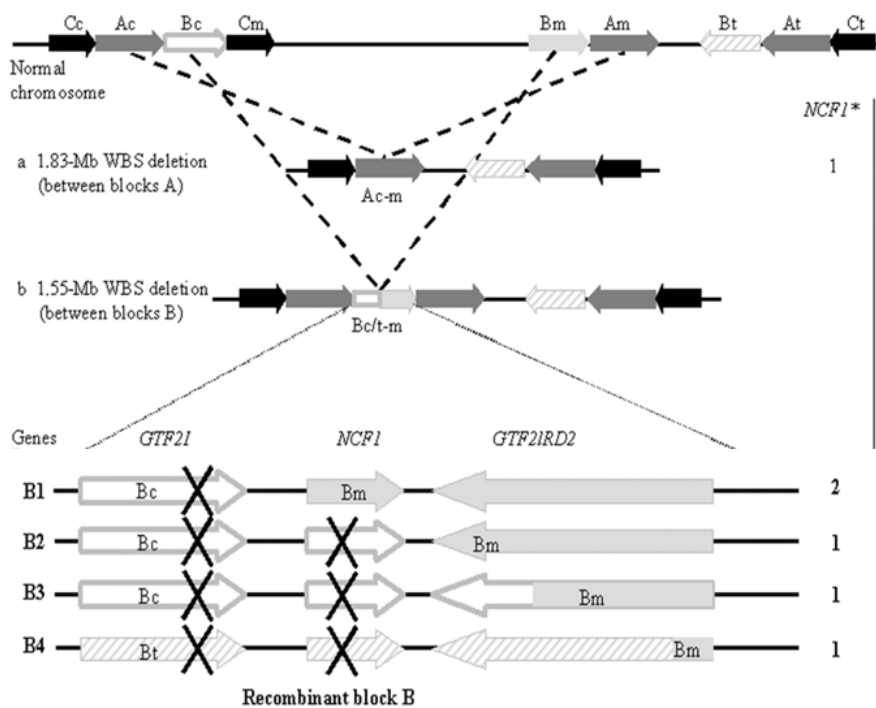 Cc Ac Bc Cm Bm Am Bt At Ct
Normal
chromosome
NCF1*
a 1.83-Mb WBS deletion
(between blocks A)
1
Ac-m
b 1.55-Mb WBS deletion
(between blocks B)
Bc/t-m
Genes GTF2I NCF1 GTF2IRD2
B1 Bc Bm 2
B2 Bc Bm 1
B3 Bc Bm 1
B4 Bt Bm 1
Recombinant block B